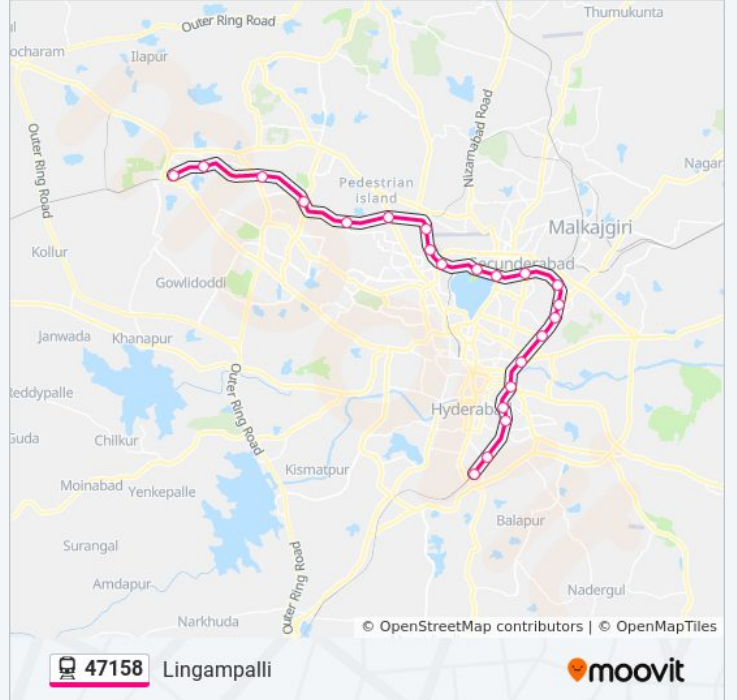 Outer Ring Road
Thumukunta
ocharam
Ilapur
Outer Ring Road
Nizamabad Road
Nagar
Pedestrian
island
Malkajgiri
Kollur
Secunderabad
Gowlidoddi
Janwada
Khanapur
Outer Ring Road
Reddypalle
Hyderabad
Guda
Chilkur
Kismatpur
Moinabad
Yenkepalle
Balapur
Surangal
Outer Ring Road
Amdapur
Nadergul
Narkhuda
© OpenStreetMap contributors | © OpenMapTiles
47158 Lingampalli
moovit